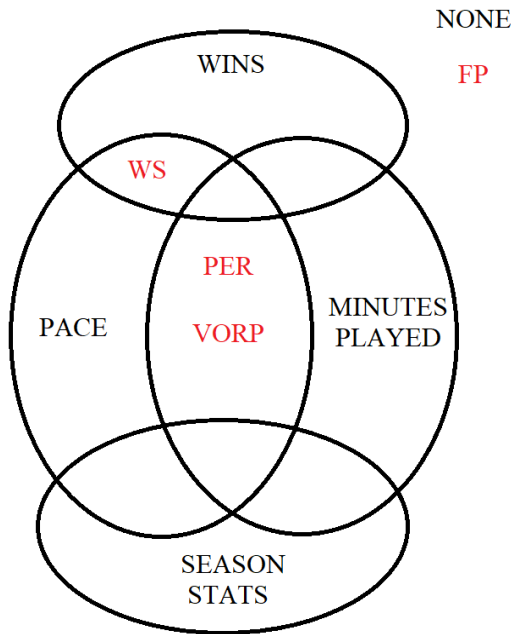 NONE
FP
WINS
WS
PER
VORP
PACE
MINUTES
PLAYED
SEASON
STATS